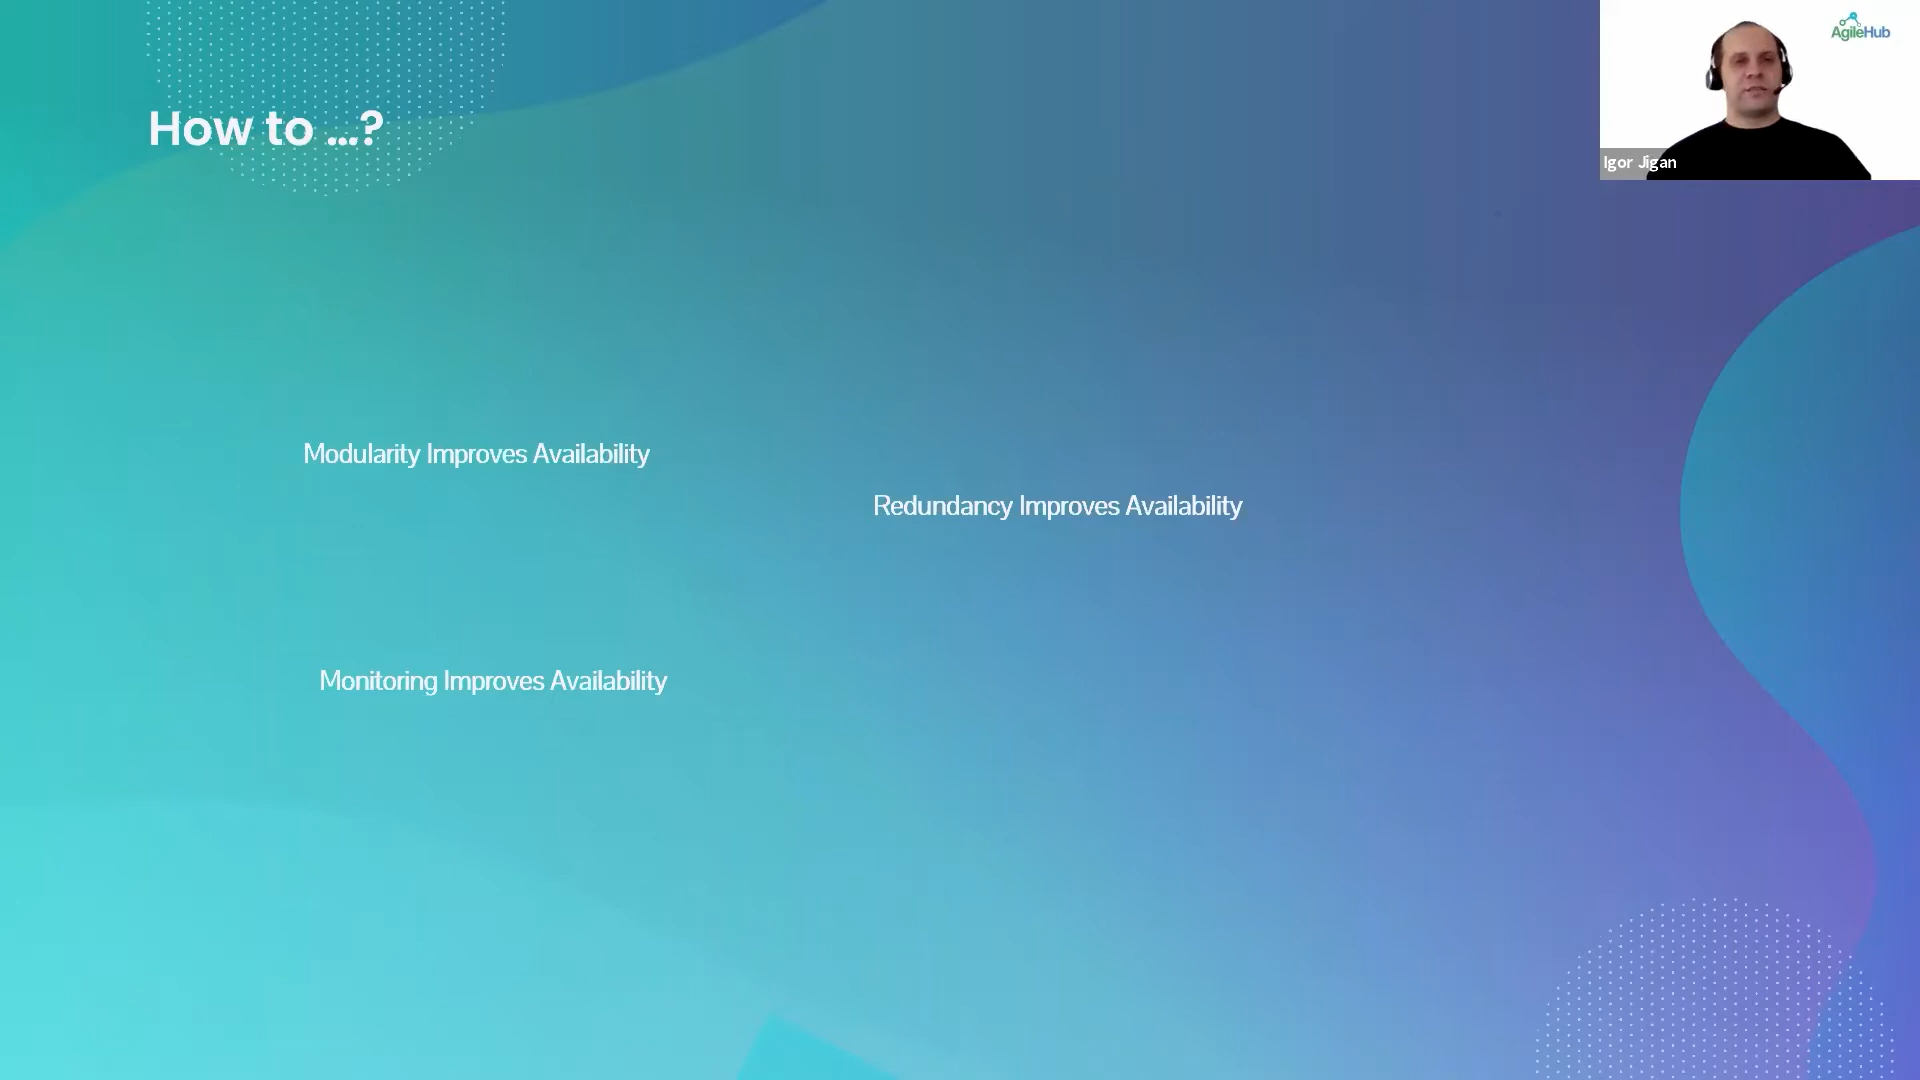 AgileHub
How to ...?
Igor Jigan
Modularity Improves Availability
Redundancy Improves Availability
Monitoring Improves Availability